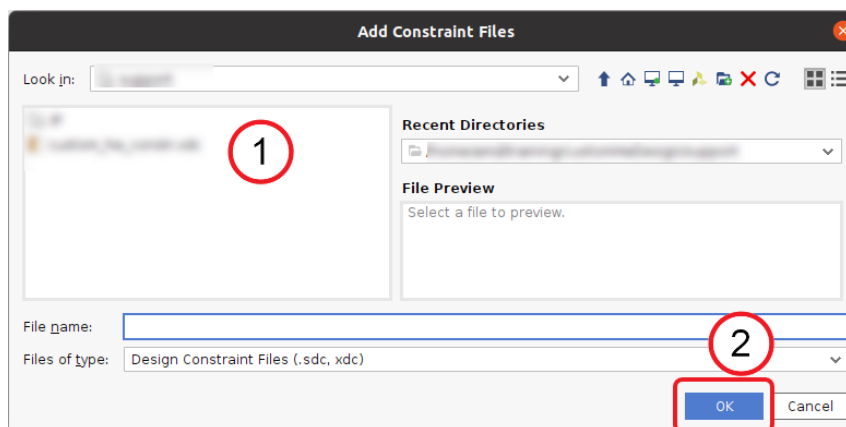 Add Constraint Files
Look in:
1
Recent Directories
File Preview
Select a file to preview.
File name:
2
Files of type: Design Constraint Files (.sdc, xdc)
OK Cancel